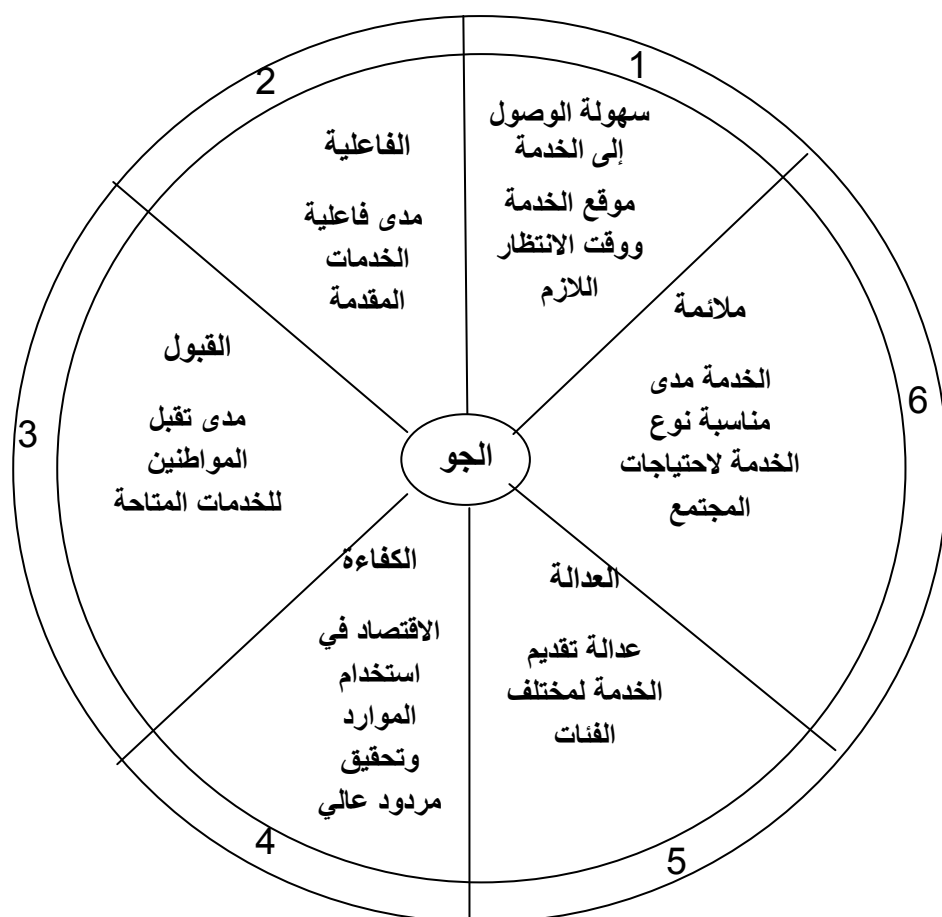 1
سهولة الوصول
إلى الخدمة
موقع الخدمة
ووقت الانتظار
اللازم
2
الفاعلية
مدى فاعلية
الخدمات
المقدمة
3
القبول
مدى تقبل
المواطنين
للخدمات المتاحة
4
الكفاءة
الاقتصاد في
استخدام
الموارد
وتحقيق
مردود عالي
5
العدالة
عدالة تقديم
الخدمة لمختلف
الفئات
6
ملائمة
الخدمة مدى
مناسبة نوع
الخدمة لاحتياجات
المجتمع
الجو